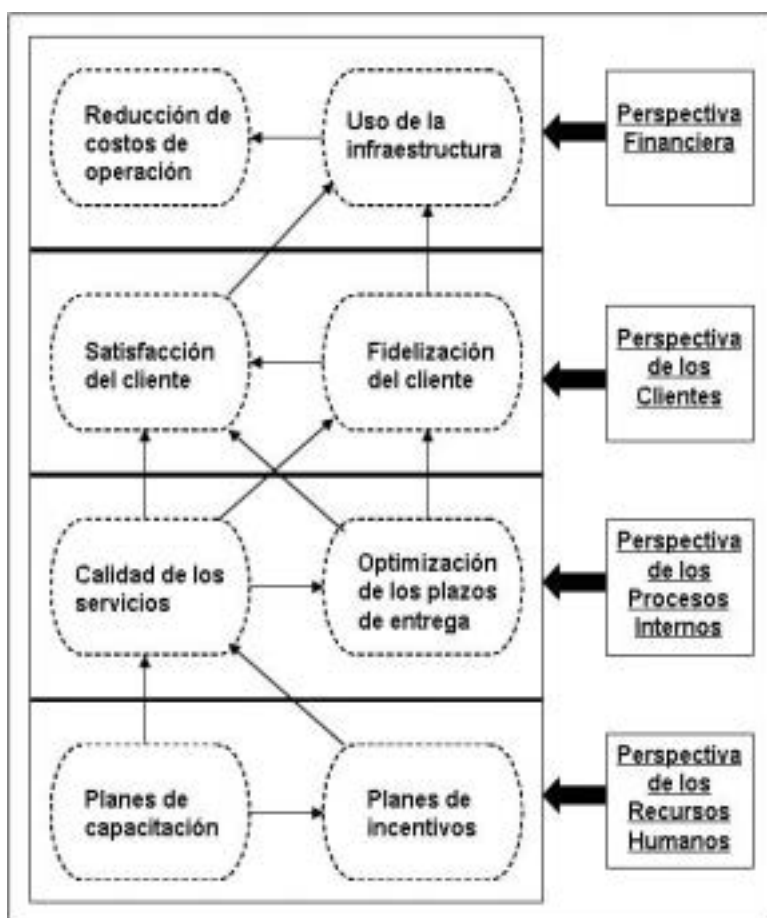 Reducción de
costos de
operación
Uso de la
infraestructura
Perspectiva
Financiera
Satisfacción
del cliente
Fidelización
del cliente
Perspectiva
de los
Clientes
Calidad de los
servicios
Optimización
de los plazos
de entrega
Perspectiva
de los
Procesos
Internos
Planes de
capacitación
Planes de
incentivos
Perspectiva
de los
Recursos
Humanos